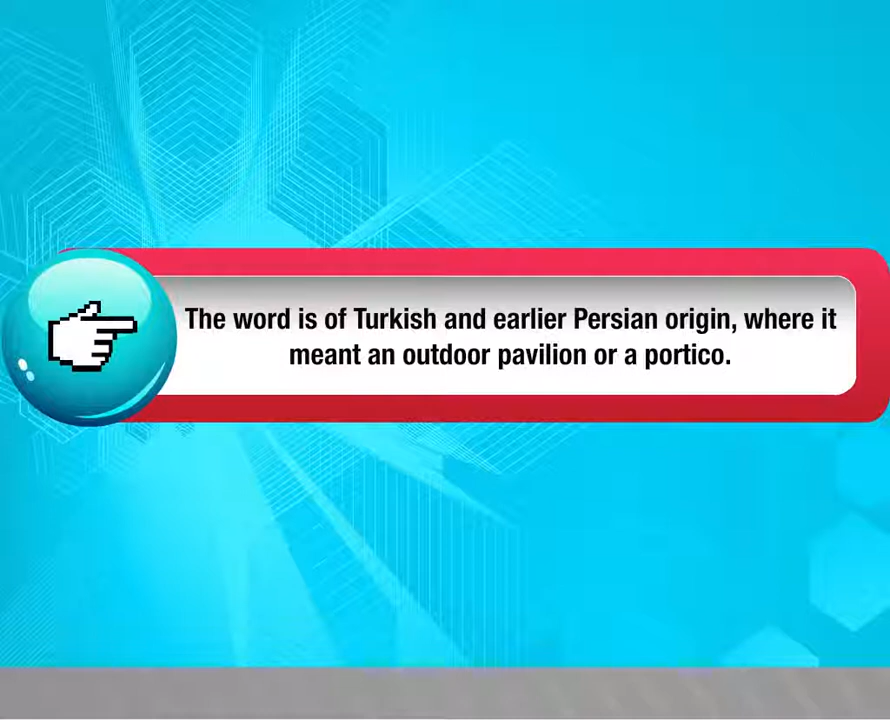 The word is of Turkish and earlier Persian origin, where it
meant an outdoor pavilion or a portico.